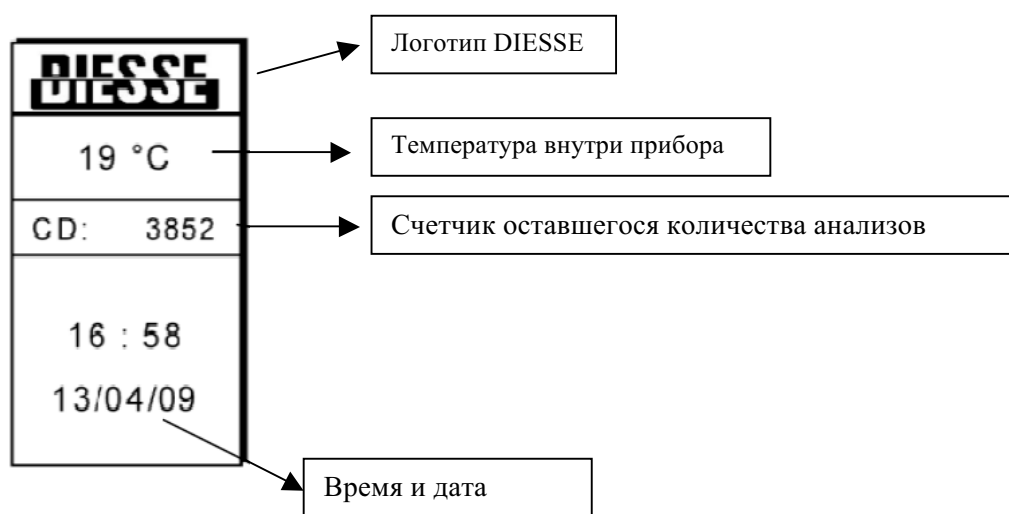 DIESSE
Логотип DIESSE
19 °C
Температура внутри прибора
CD: 3852
Счетчик оставшегося количества анализов
16 : 58
13/04/09
Время и дата